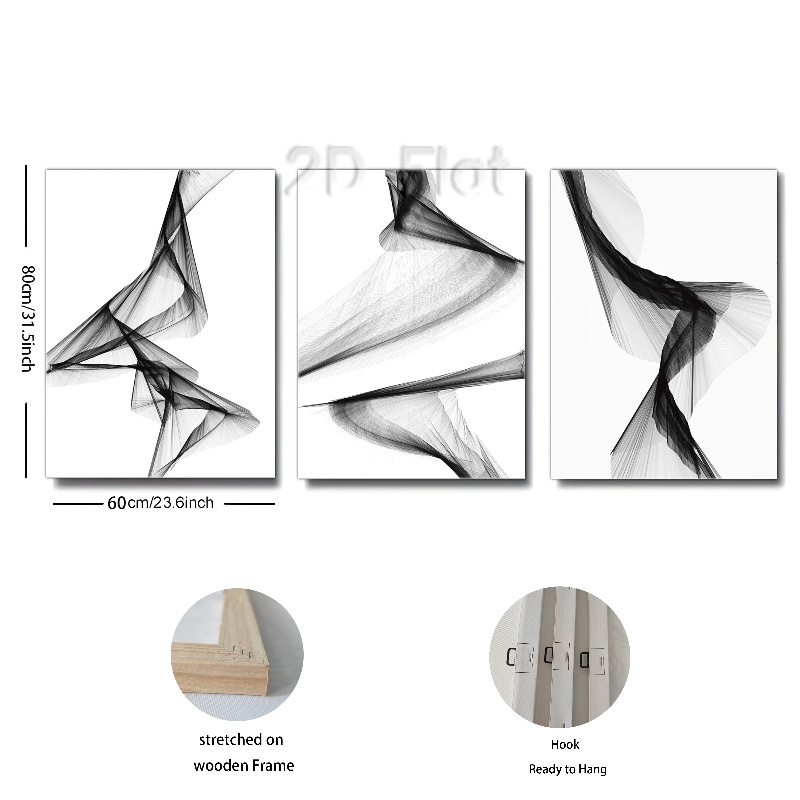 2D Flat
80cm/31.5inch
60cm/23.6inch
stretched on
wooden Frame
Hook
Ready to Hang